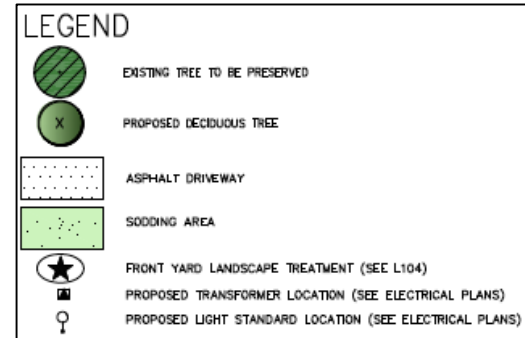 LEGEND
EXISTING TREE TO BE PRESERVED
X
PROPOSED DECIDUOUS TREE
ASPHALT DRIVEWAY
SODDING AREA
FRONT YARD LANDSCAPE TREATMENT (SEE L104)
PROPOSED TRANSFORMER LOCATION (SEE ELECTRICAL PLANS)
PROPOSED LIGHT STANDARD LOCATION (SEE ELECTRICAL PLANS)